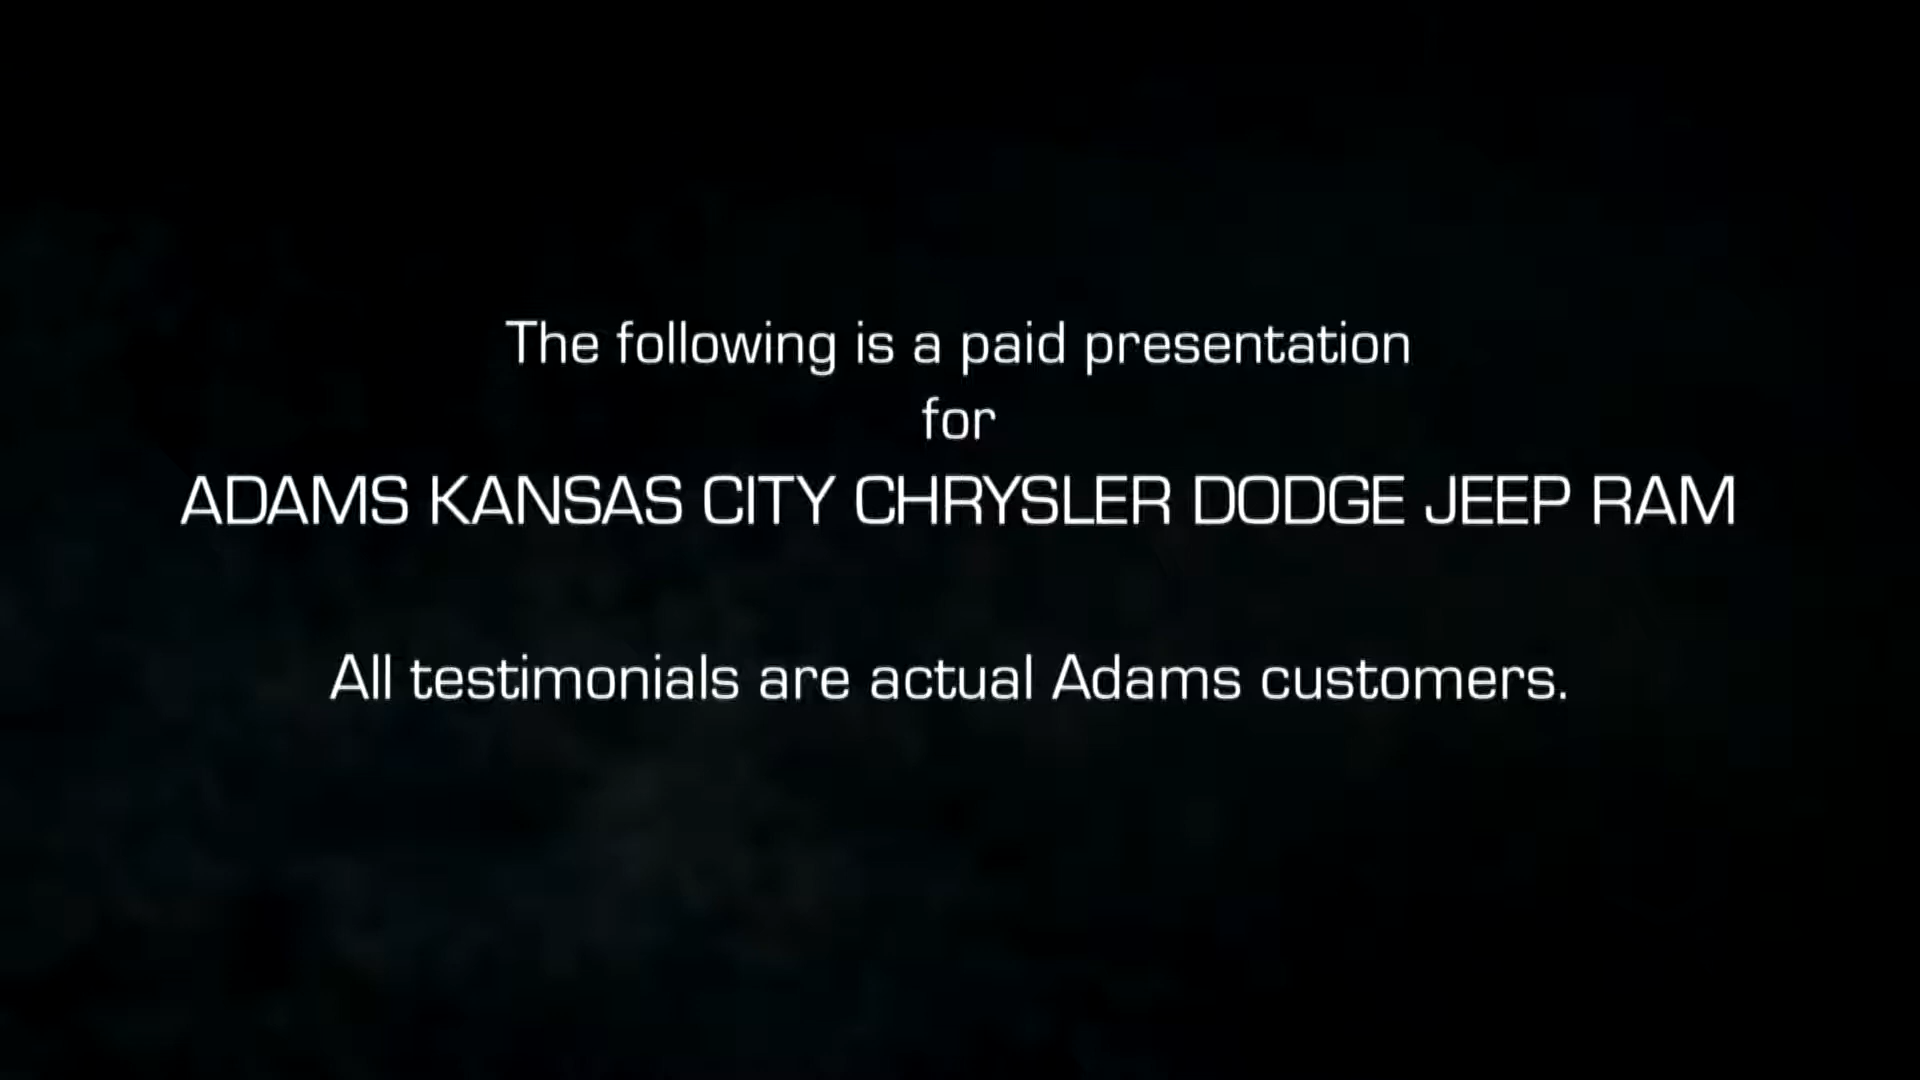 The following is a paid presentation
for
ADAMS KANSAS CITY CHRYSLER DODGE JEEP RAM
All testimonials are actual Adams customers.